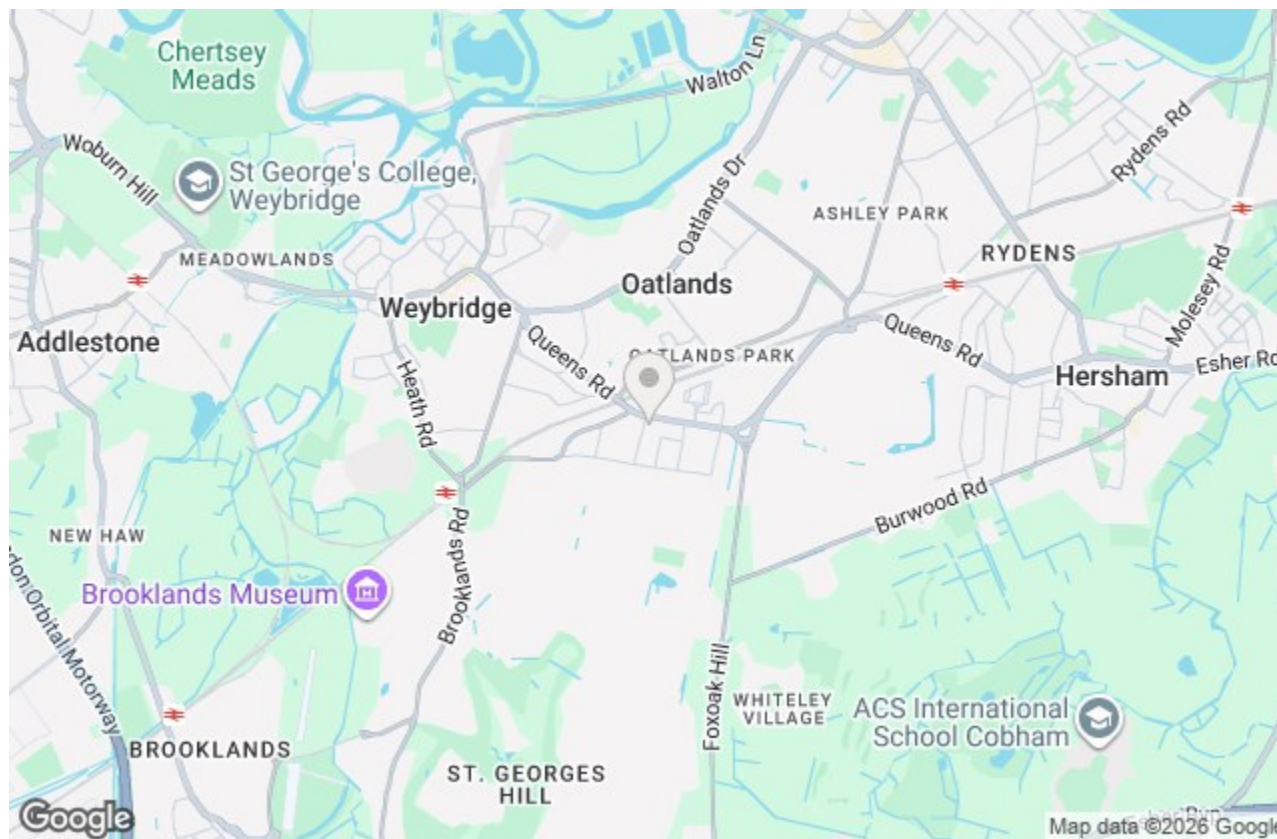 Chertsey
Meads
Walton Ln
Woburn Hill
St George's College,
Weybridge
Rydens Rd
Oatlands Dr
ASHLEY PARK
MEADOWLANDS
RYDENS
Oatlands
Weybridge
Molesey Rd
Addlestone
Queens Rd
Queens Rd
OATLANDS PARK
Heath Rd
Hersham
Esher Rd
Burwood Rd
NEW HAW
Brooklands Museum
Brooklands Rd
don Orbital Motorway
Foxoak Hill
WHITELEY
VILLAGE
ACS International
School Cobham
BROOKLANDS
ST. GEORGES
HILL
Google
Map data ©2026 Google